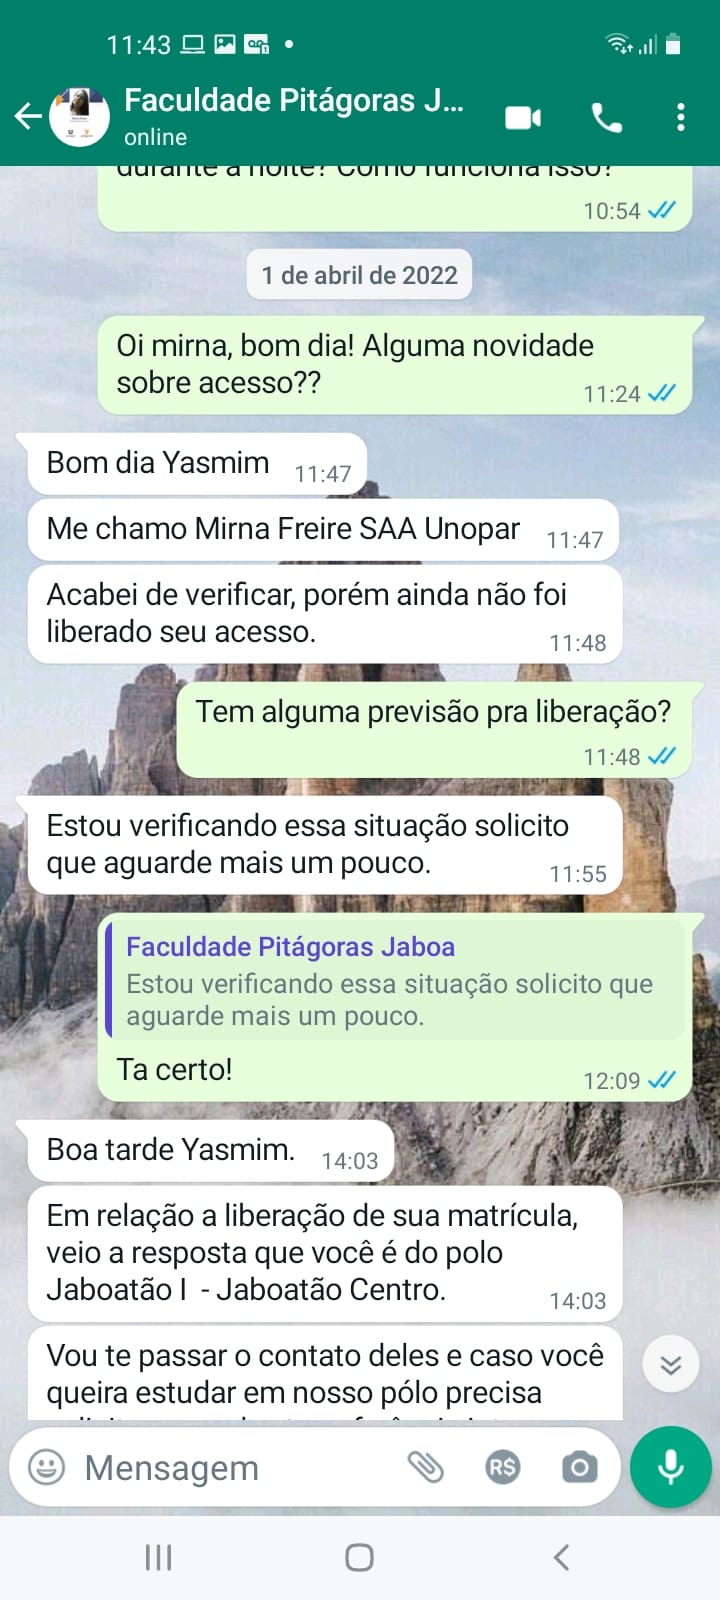 11:43
Faculdade Pitágoras J...
online
durante a noite? Como funciona isso?
10:54
1 de abril de 2022
Oi mirna, bom dia! Alguma novidade
sobre acesso??
11:24
Bom dia Yasmim
11:47
Me chamo Mirna Freire SAA Unopar
11:47
Acabei de verificar, porém ainda não foi
liberado seu acesso.
11:48
Tem alguma previsão pra liberação?
11:48
Estou verificando essa situação solicito
que aguarde mais um pouco.
11:55
Faculdade Pitágoras Jaboa
Estou verificando essa situação solicito que
aguarde mais um pouco.
Ta certo!
12:09
Boa tarde Yasmim.
14:03
Em relação a liberação de sua matrícula,
veio a resposta que você é do polo
Jaboatão I - Jaboatão Centro.
14:03
Vou te passar o contato deles e caso você
queira estudar em nosso pólo precisa
Mensagem
R$